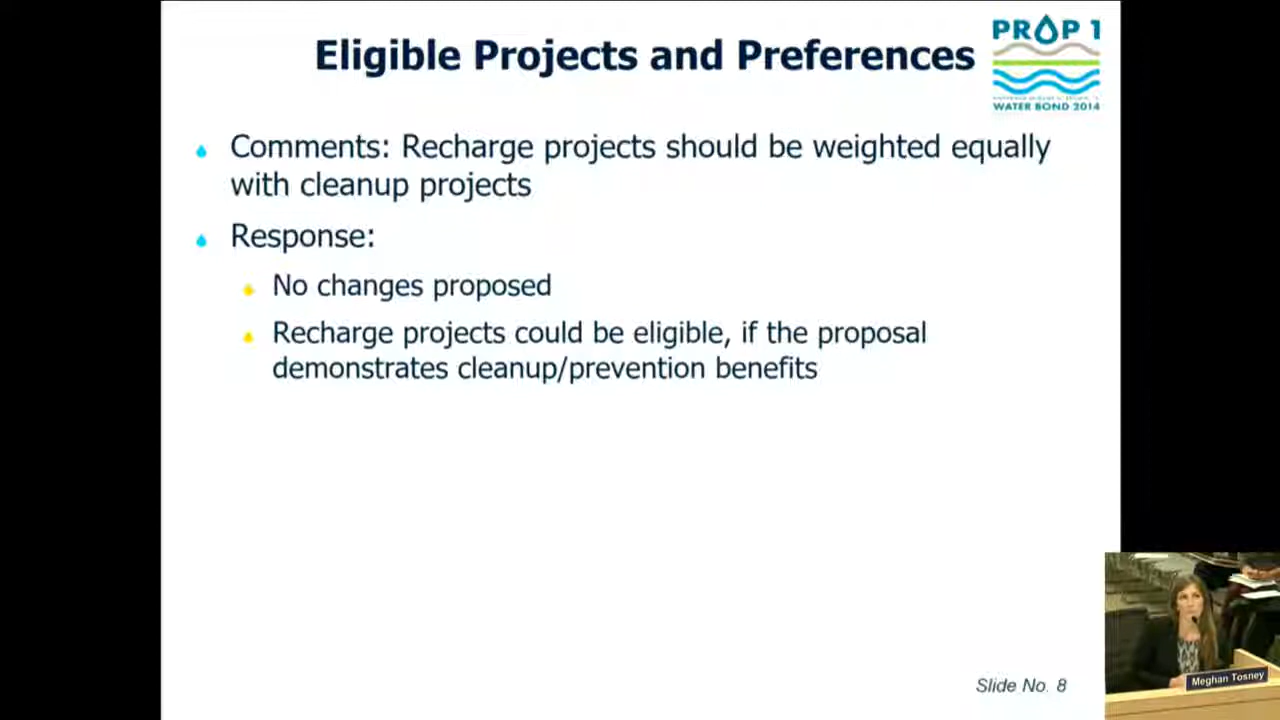 Eligible Projects and Preferences
PROP 1
WATER BOND 2014
Comments: Recharge projects should be weighted equally
with cleanup projects
Response:
No changes proposed
Recharge projects could be eligible, if the proposal
demonstrates cleanup/prevention benefits
Slide No. 8
Meghan Tosney